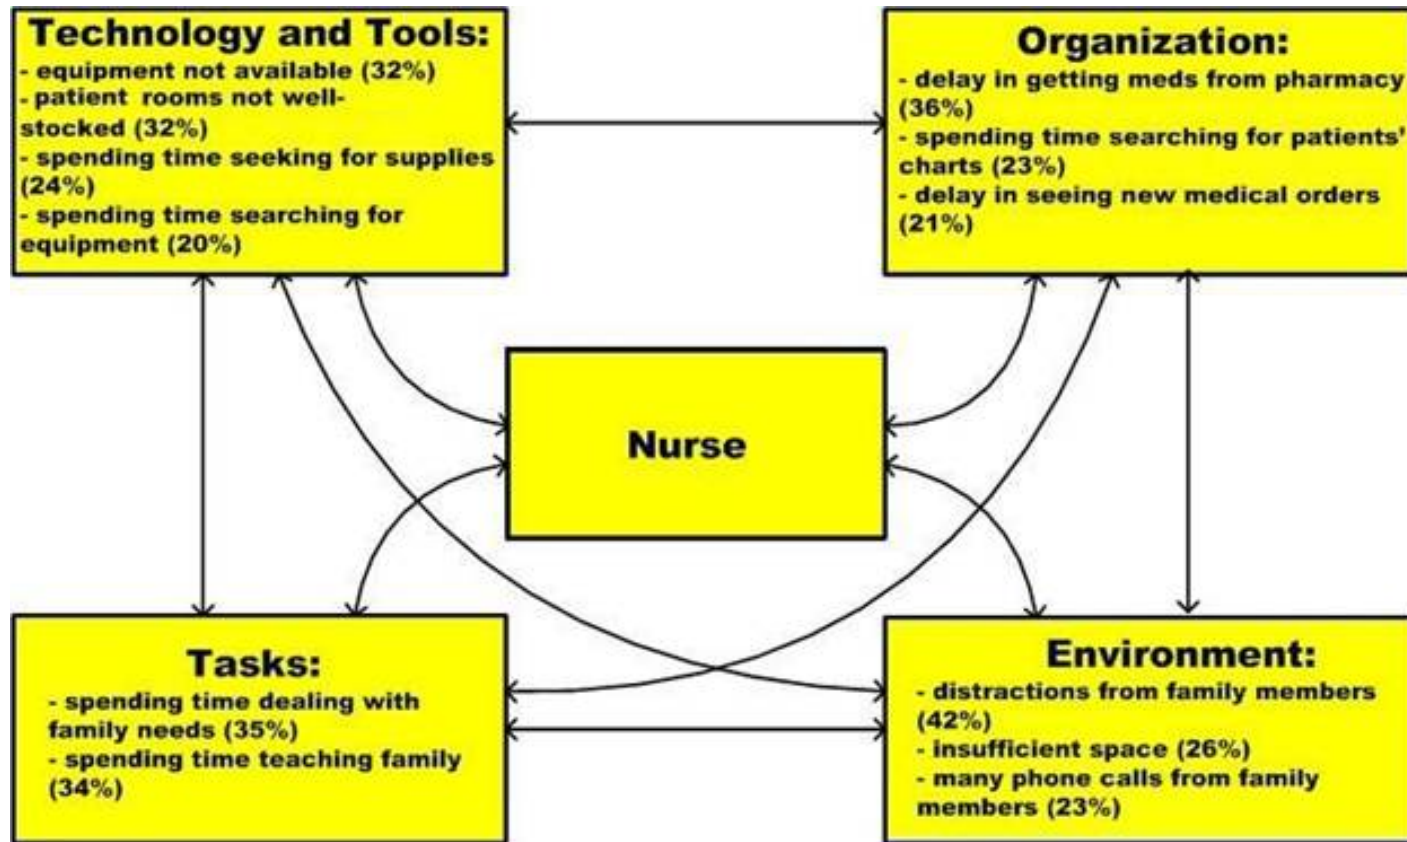 Technology and Tools:
- equipment not available (32%)
- patient rooms not well-
stocked (32%)
- spending time seeking for supplies
(24%)
- spending time searching for
equipment (20%)
Organization:
- delay in getting meds from pharmacy
(36%)
- spending time searching for patients'
charts (23%)
- delay in seeing new medical orders
(21%)
Nurse
Tasks:
- spending time dealing with
family needs (35%)
- spending time teaching family
(34%)
Environment:
- distractions from family members
(42%)
- insufficient space (26%)
- many phone calls from family
members (23%)